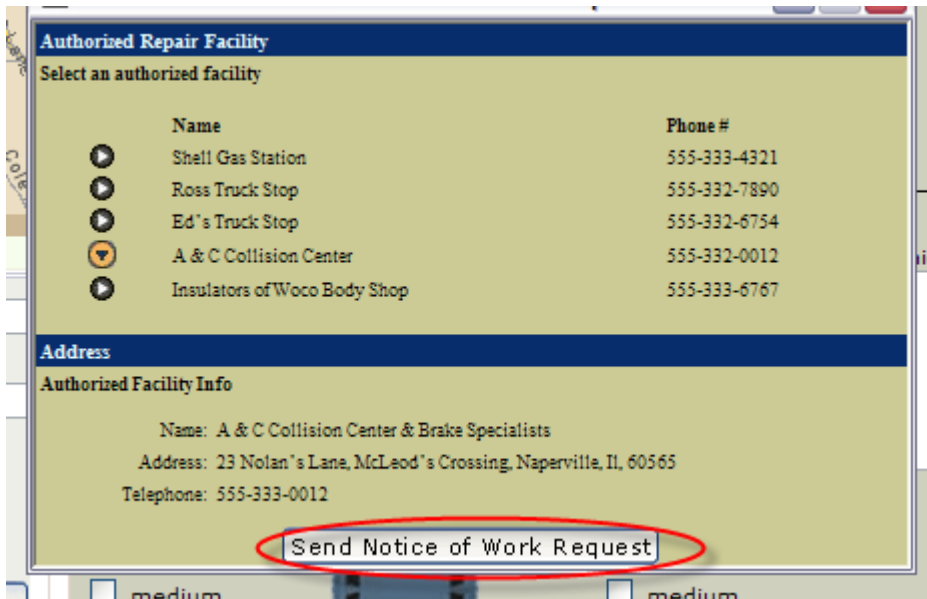 Authorized Repair Facility
Select an authorized facility
Name Phone #
Shell Gas Station 555-333-4321
Ross Truck Stop 555-332-7890
Ed"s Truck Stop 555-332-6754
A & C Collision Center 555-332-0012
Insulators of Woco Body Shop 555-333-6767
Address
Authorized Facility Info
Name: A & C Collision Center & Brake Specialists
Address: 23 Nolan"s Lane, McLeod"s Crossing, Naperville, Il, 60565
Telephone: 555-333-0012
Send Notice of Work Request
medium medium